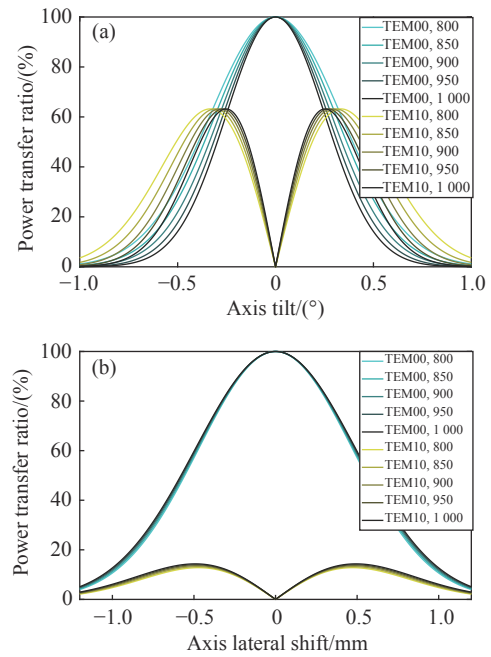 (a)
Power transfer ratio/(%)
100
80
60
40
20
0
−1.0
−0.5
0
0.5
1.0
Axis tilt/(°)
TEM00, 800
TEM00, 850
TEM00, 900
TEM00, 950
TEM00, 1 000
TEM10, 800
TEM10, 850
TEM10, 900
TEM10, 950
TEM10, 1 000
(b)
Power transfer ratio/(%)
100
80
60
40
20
0
−1.0
−0.5
0
0.5
1.0
Axis lateral shift/mm
TEM00, 800
TEM00, 850
TEM00, 900
TEM00, 950
TEM00, 1 000
TEM10, 800
TEM10, 850
TEM10, 900
TEM10, 950
TEM10, 1 000